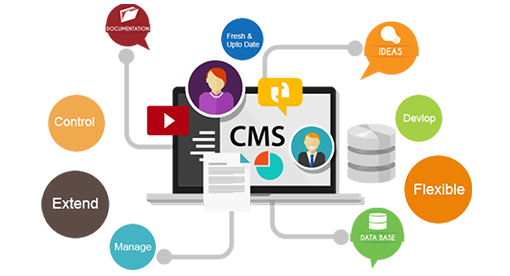 DOCUMENTATION
Fresh &
Upto Date
IDEAS
Control
CMS
Devlop
Extend
Flexible
Manage
DATA BASE